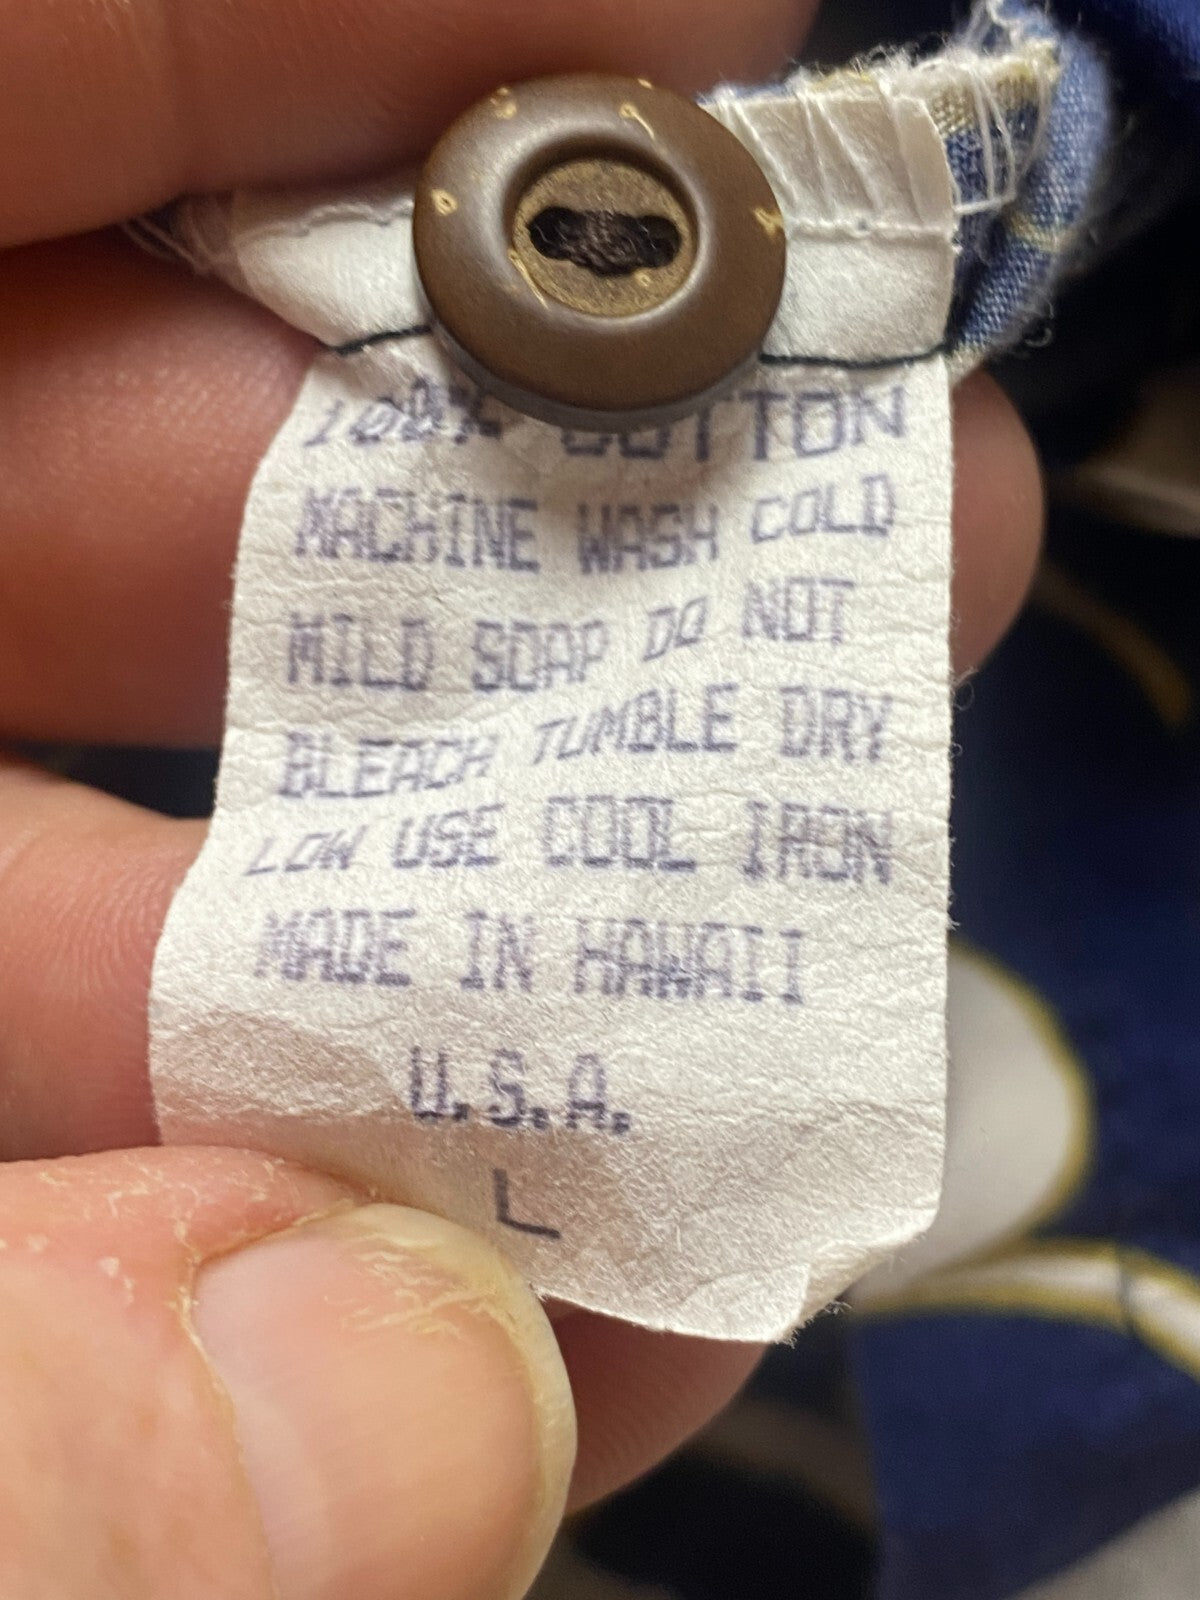 100% COTTON
MACHINE WASH COLD
MILD SOAP DO NOT
BLEACH TUMBLE DRY
LOW USE COOL IRON
MADE IN HAWAII
U.S.A.
L